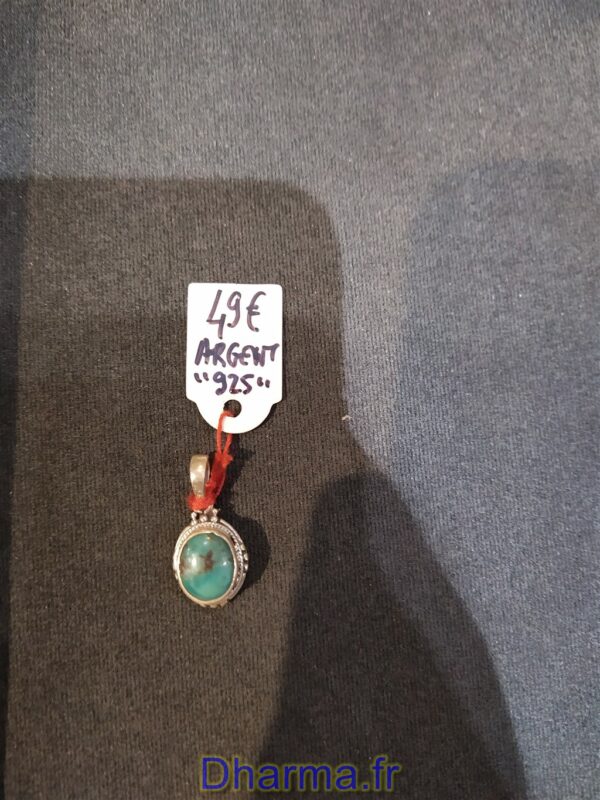 49€
ARGENT
"925"
Dharma.fr